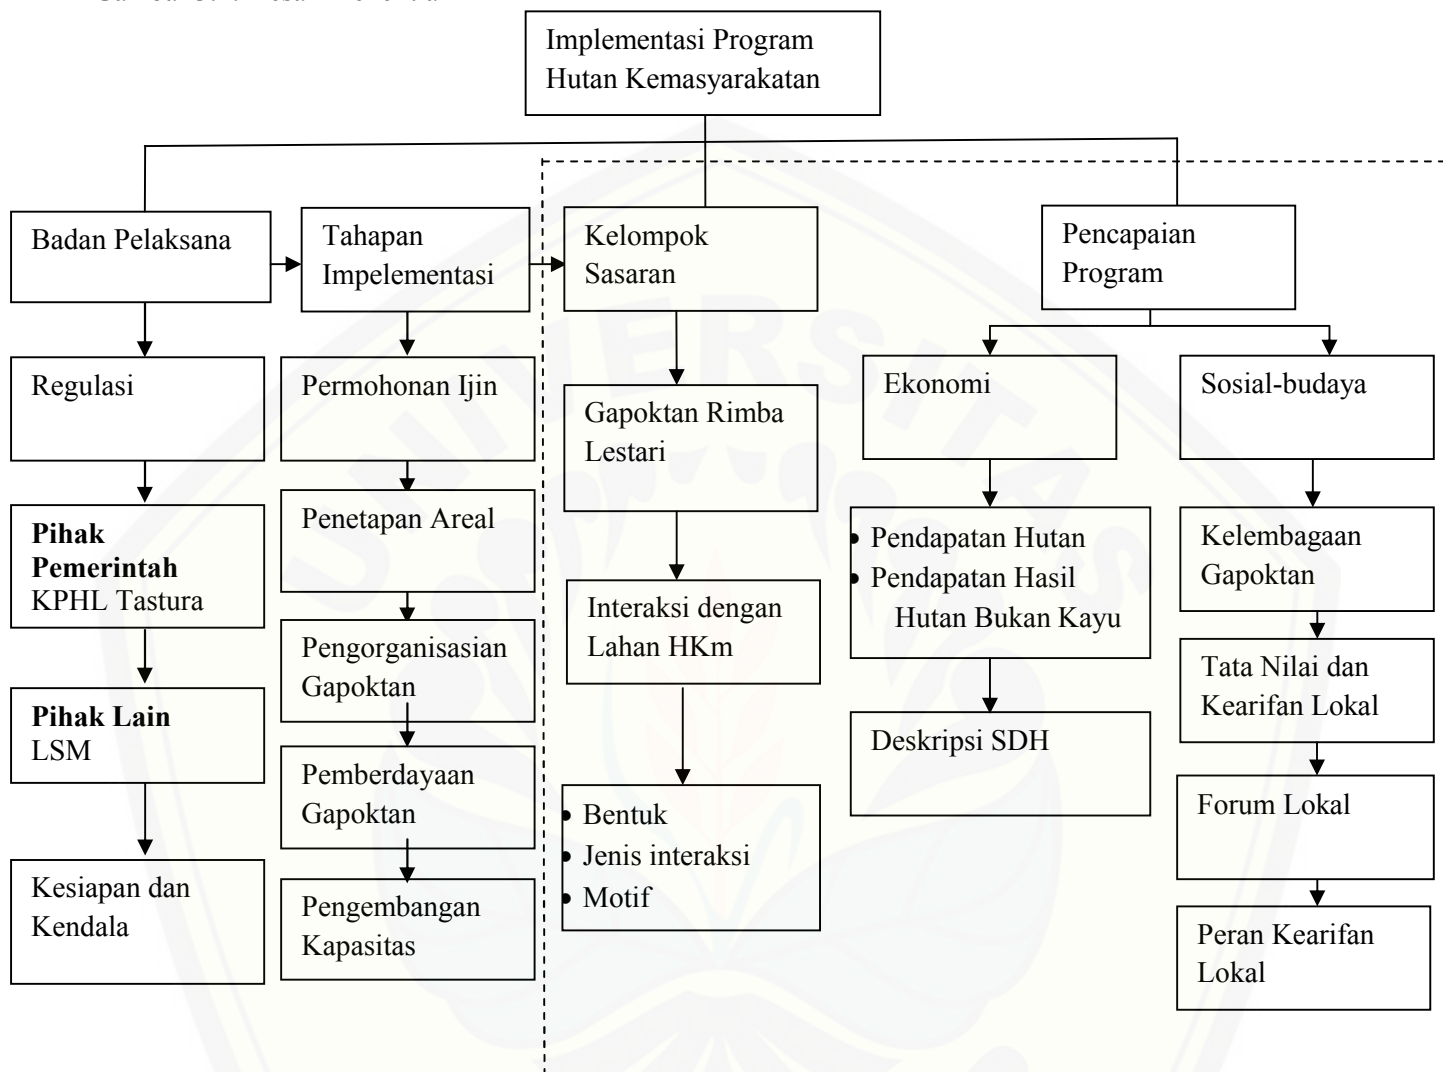 Implementasi Program
Hutan Kemasyarakatan
Badan Pelaksana
Tahapan
Impelementasi
Kelompok
Sasaran
Pencapaian
Program
Regulasi
Permohonan Ijin
Gapoktan Rimba
Lestari
Ekonomi
Sosial-budaya
Pihak
Pemerintah
KPHL Tastura
Penetapan Areal
Interaksi dengan
Lahan HKm
• Pendapatan Hutan
• Pendapatan Hasil
Hutan Bukan Kayu
Kelembagaan
Gapoktan
Pihak Lain
LSM
Pengorganisasian
Gapoktan
Tata Nilai dan
Kearifan Lokal
Deskripsi SDH
Pemberdayaan
Gapoktan
• Bentuk
• Jenis interaksi
• Motif
Forum Lokal
Kesiapan dan
Kendala
Pengembangan
Kapasitas
Peran Kearifan
Lokal
UNIVERSITAS